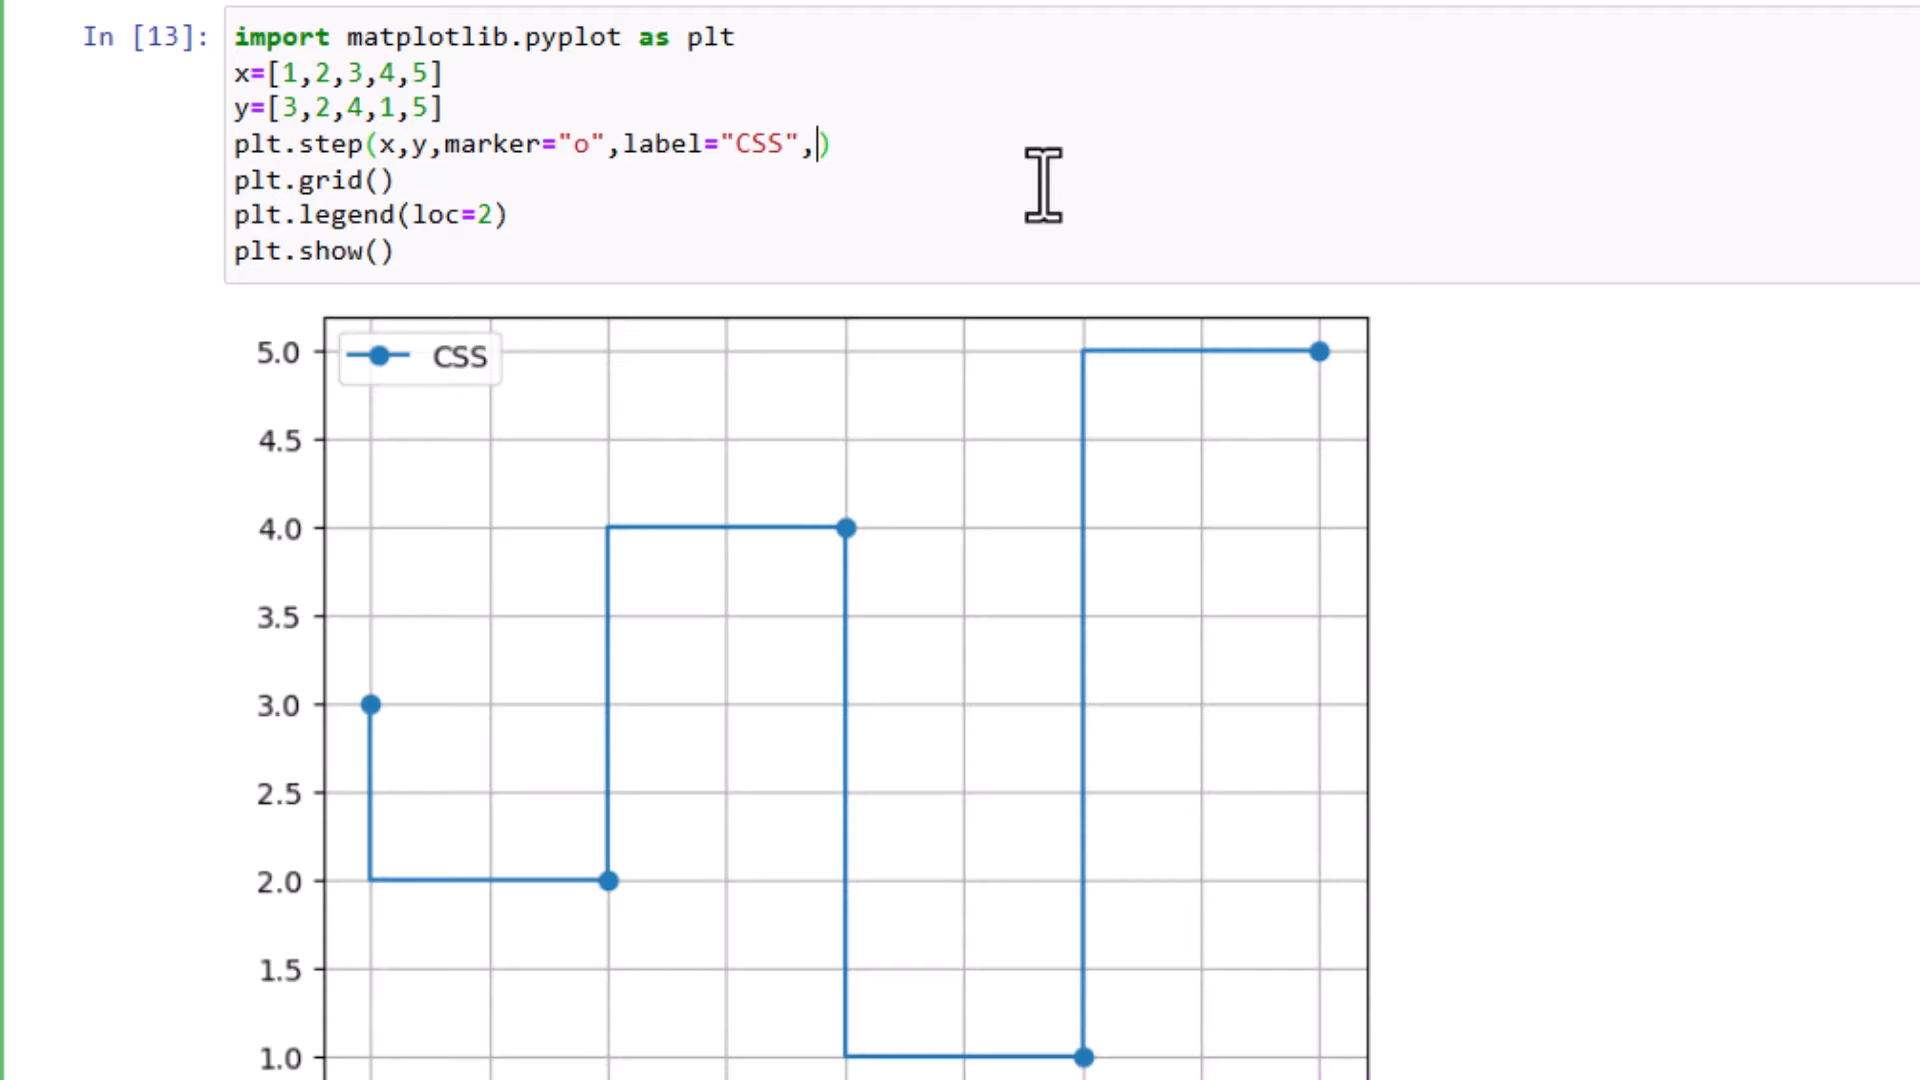 In [13]:
import matplotlib.pyplot as plt
x=[1,2,3,4,5]
y=[3,2,4,1,5]
plt.step(x,y,marker="o",label="CSS",)
plt.grid()
plt.legend(loc=2)
plt.show()
CSS
5.0
4.5
4.0
3.5
3.0
2.5
2.0
1.5
1.0